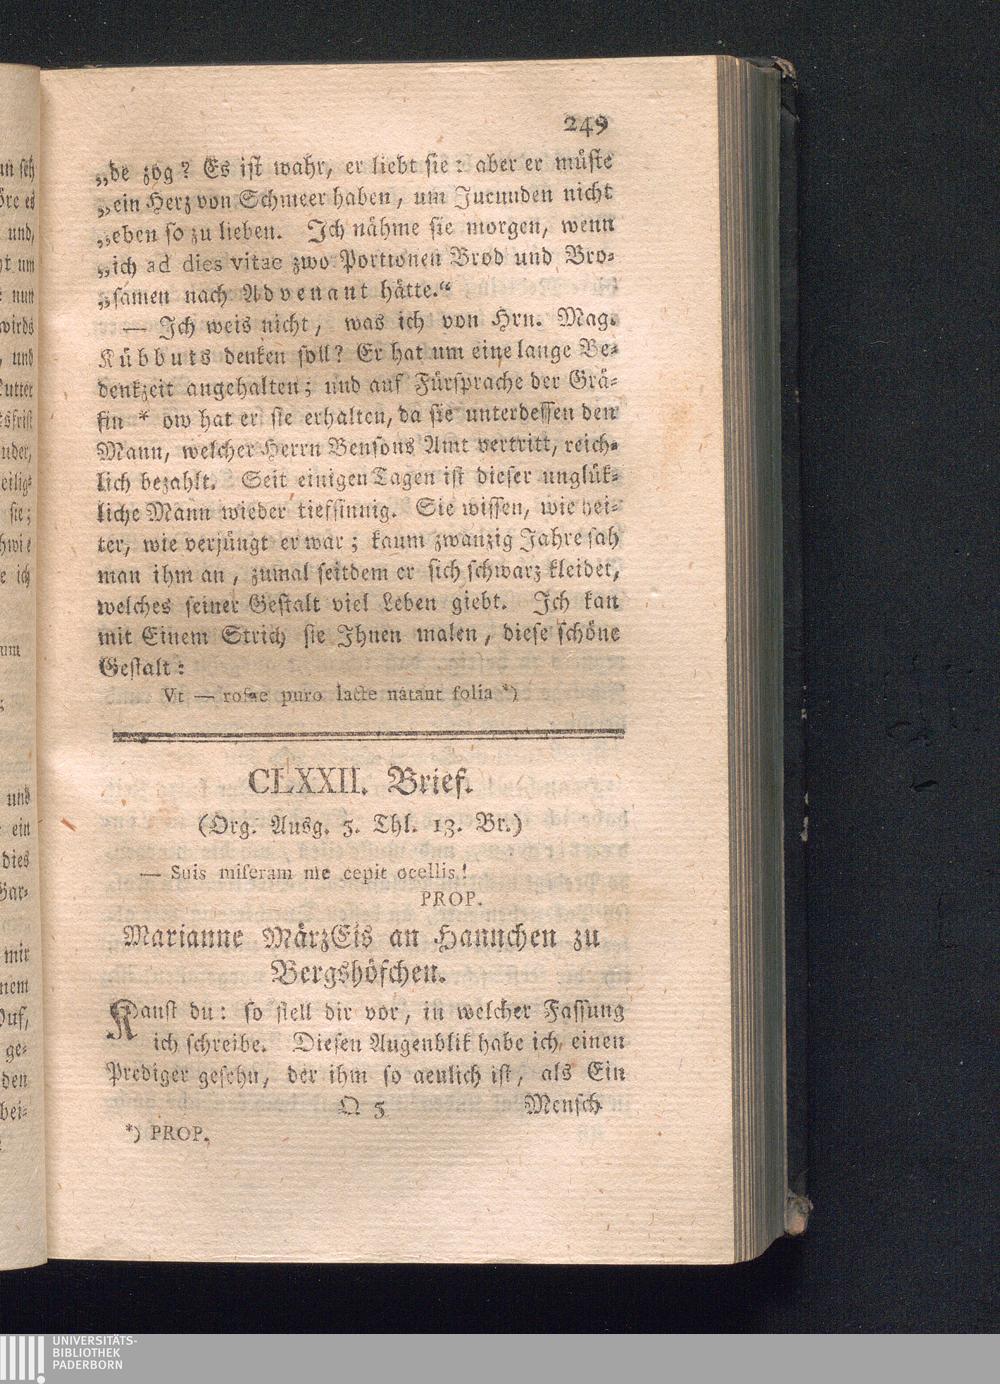 249
„de zog? Es ist wahr, er liebt sie: aber er müste
„ein Herz von Schmeer haben, um Jucunden nicht
„eben so zu lieben. Ich nähme sie morgen, wenn
„ich ad dies vitae zwo Portionen Brod und Bro-
„samen nach Advenant hätte.“
— Ich weis nicht, was ich von Hrn. Mag.
Kübbuts denken soll? Er hat um eine lange Be-
denkzeit angehalten; und auf Fürsprache der Grä-
fin * ow hat er sie erhalten, da sie unterdessen den
Mann, welcher Herrn Bensons Amt vertritt, reich-
lich bezahlt. Seit einigen Tagen ist dieser unglük-
liche Mann wieder tiefsinnig. Sie wissen, wie hei-
ter, wie verjüngt er war; kaum zwanzig Jahre sah
man ihm an, zumal seitdem er sich schwarz kleidet,
welches seiner Gestalt viel Leben giebt. Ich kan
mit Einem Strich sie Ihnen malen, diese schöne
Gestalt:
Vt — rosae puro lacte natant folia *)
CLXXII. Brief.
(Org. Ausg. 5. Thl. 13. Br.)
— Suis miseram me cepit ocellis!
PROP.
Marianne MärzEis an Hannchen zu
Bergshöfchen.
Kanst du: so stell dir vor, in welcher Fassung
ich schreibe. Diesen Augenblik habe ich einen
Prediger gesehn, der ihm so aenlich ist, als Ein
Q 5 Mensch
*) PROP.
UNIVERSITÄTS-
BIBLIOTHEK
PADERBORN